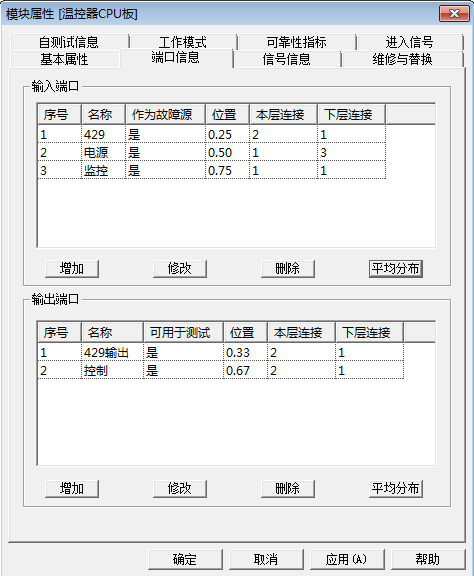 模块属性 [温控器CPU板]
自测试信息 工作模式 可靠性指标 进入信号
基本属性 端口信息 信号信息 维修与替换
输入端口
序号 名称 作为故障源 位置 本层连接 下层连接
1 429 是 0.25 2 1
2 电源 是 0.50 1 3
3 监控 是 0.75 1 1
增加 修改 删除 平均分布
输出端口
序号 名称 可用于测试 位置 本层连接 下层连接
1 429输出 是 0.33 2 1
2 控制 是 0.67 2 1
增加 修改 删除 平均分布
确定 取消 应用(A) 帮助